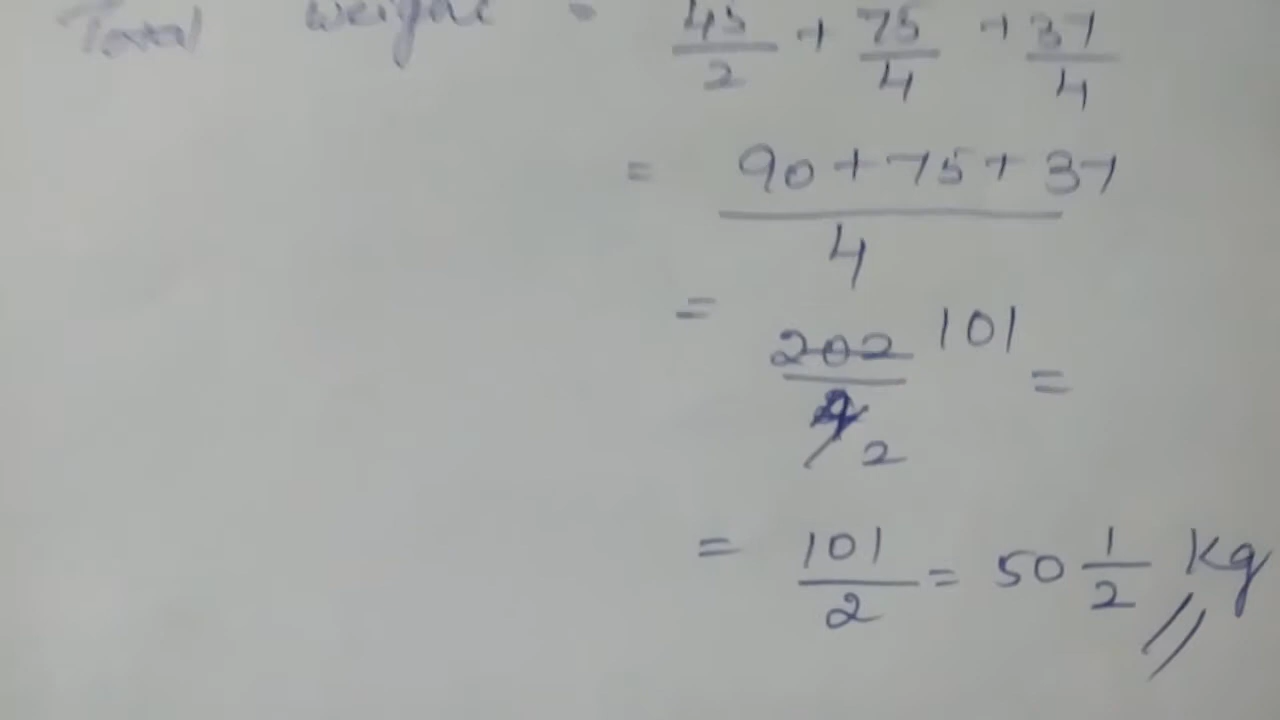 Total weight = 45/2 + 75/4 + 37/4
= 90 + 75 + 37 / 4
= 202/4 101 2 =
= 101/2 = 50 1/2 Kg